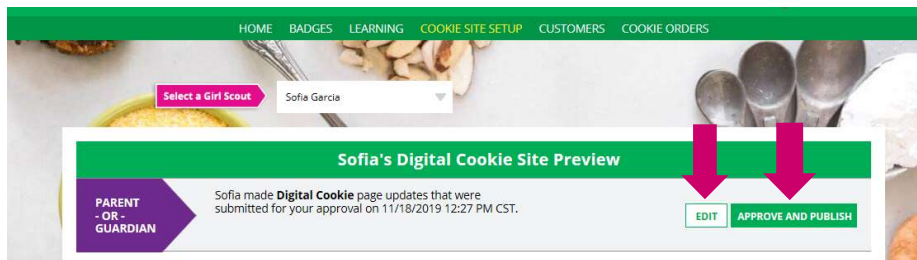 HOME BADGES LEARNING COOKIE SITE SETUP CUSTOMERS COOKIE ORDERS
Select a Girl Scout Sofia Garcia
Sofia's Digital Cookie Site Preview
PARENT
- OR -
GUARDIAN
Sofia made Digital Cookie page updates that were
submitted for your approval on 11/18/2019 12:27 PM CST.
EDIT APPROVE AND PUBLISH